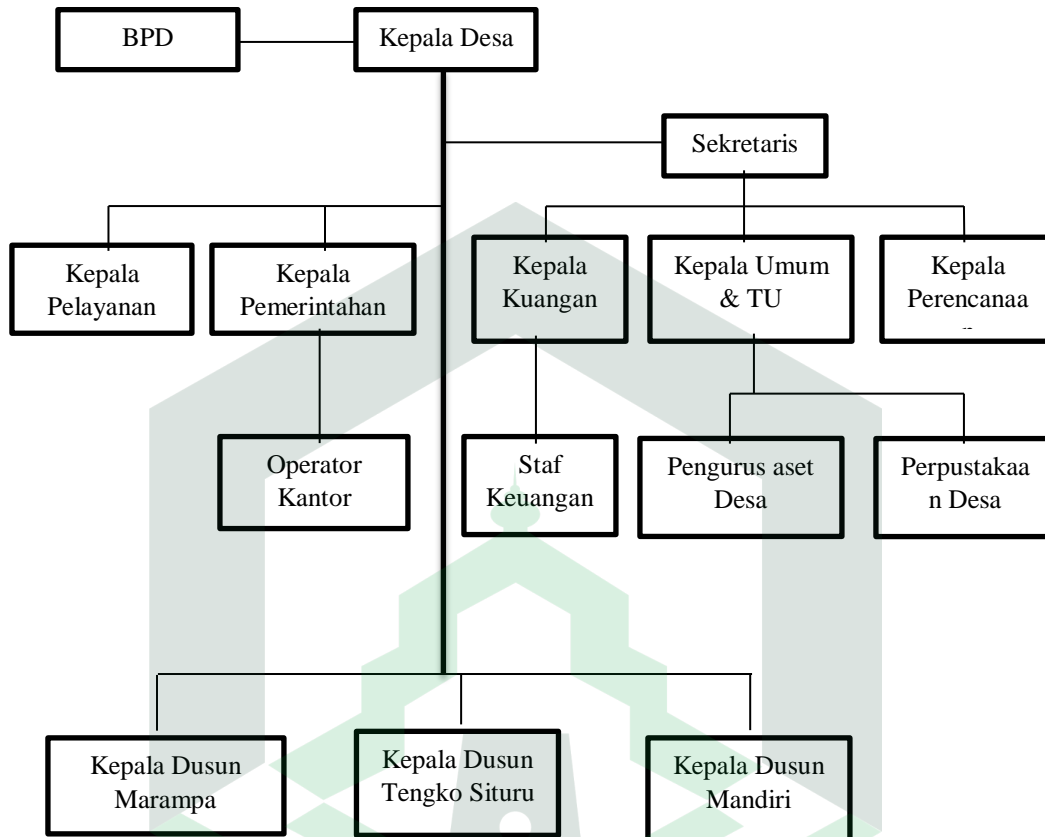 BPD
Kepala Desa
Sekretaris
Kepala
Pelayanan
Kepala
Pemerintahan
Kepala
Kuangan
Kepala Umum
& TU
Kepala
Perencanaa
n
Operator
Kantor
Staf
Keuangan
Pengurus aset
Desa
Perpustakaa
n Desa
Kepala Dusun
Marampa
Kepala Dusun
Tengko Situru
Kepala Dusun
Mandiri